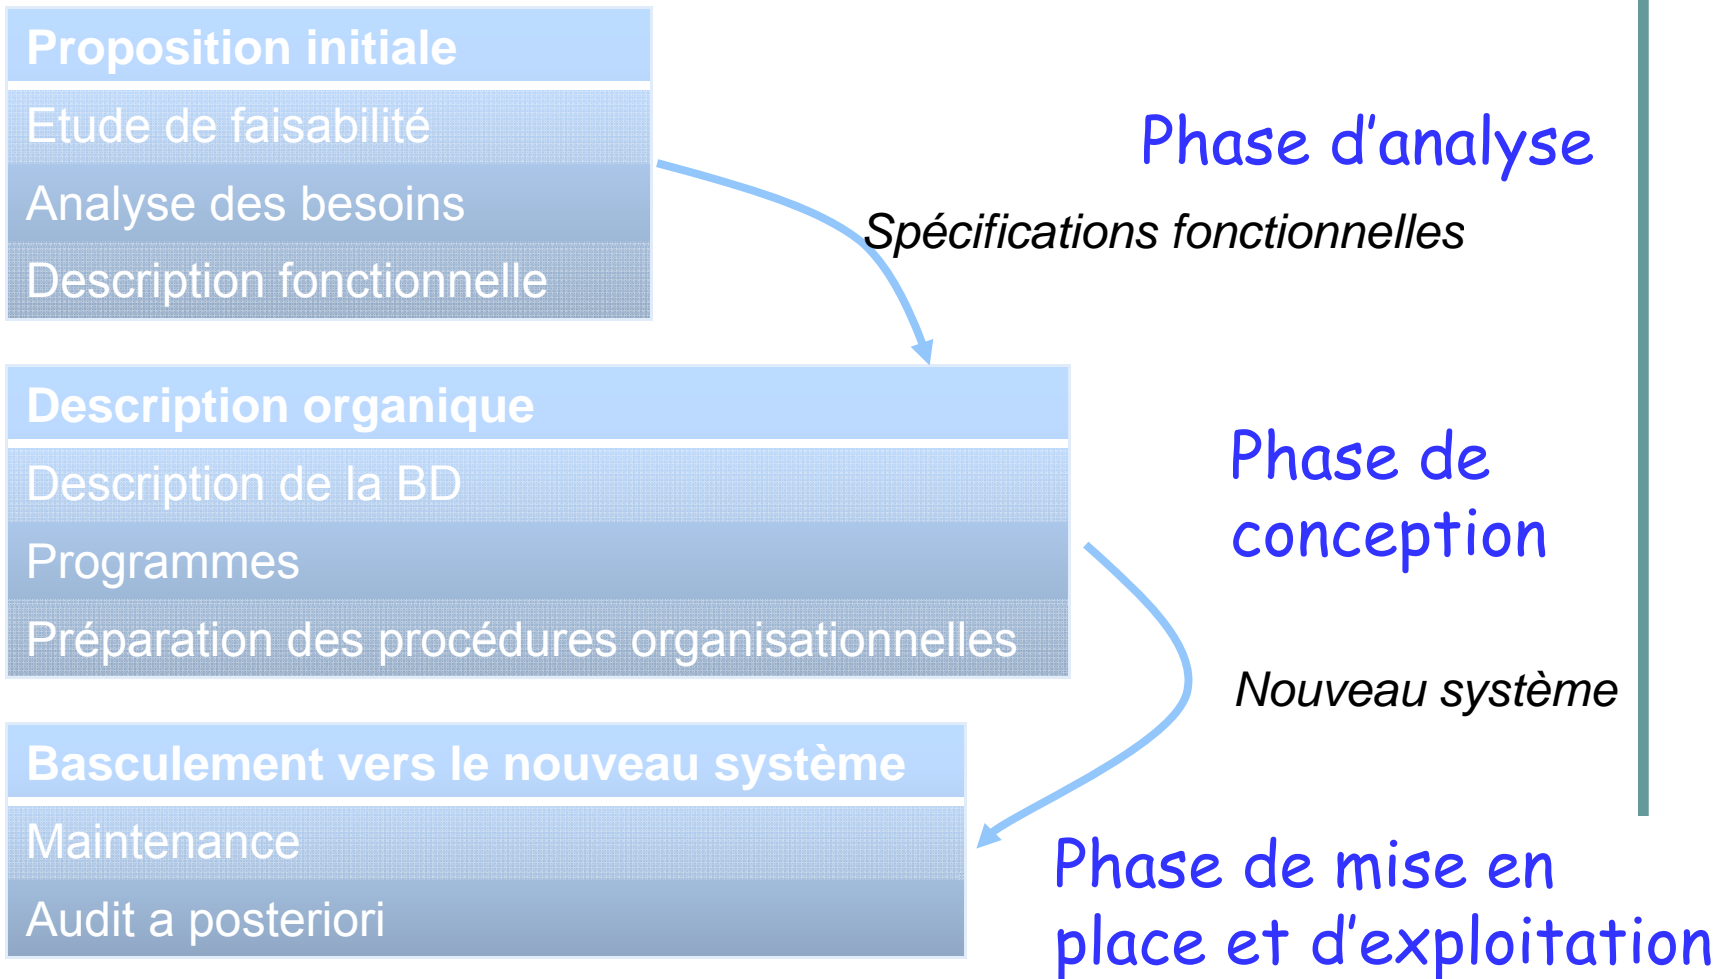 Proposition initiale
Etude de faisabilité
Analyse des besoins
Description fonctionnelle
Phase d'analyse
Spécifications fonctionnelles
Description organique
Description de la BD
Programmes
Préparation des procédures organisationnelles
Phase de
conception
Nouveau système
Basculement vers le nouveau système
Maintenance
Audit a posteriori
Phase de mise en
place et d'exploitation